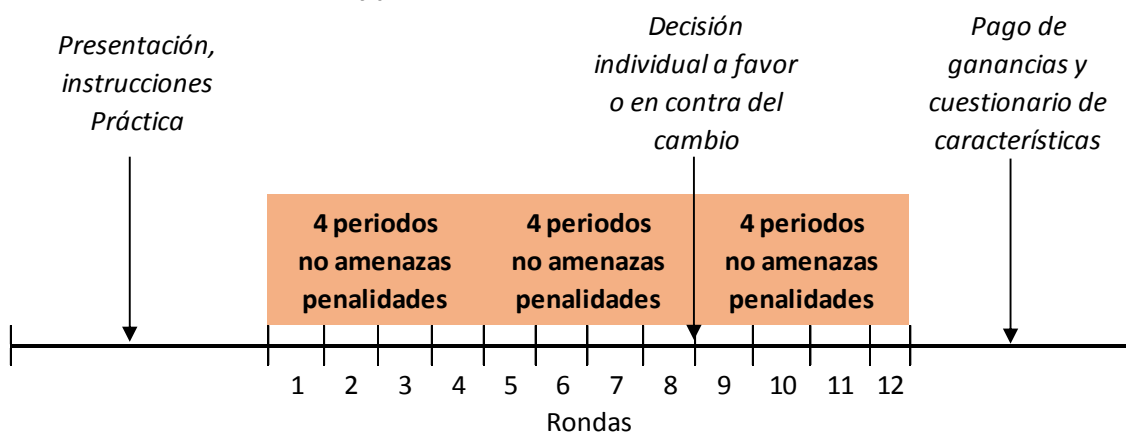 Presentación,
instrucciones
Práctica
Decisión
individual a favor
o en contra del
cambio
Pago de
ganancias y
cuestionario de
características
4 periodos
no amenazas
penalidades
4 periodos
no amenazas
penalidades
4 periodos
no amenazas
penalidades
1 2 3 4 5 6 7 8 9 10 11 12
Rondas